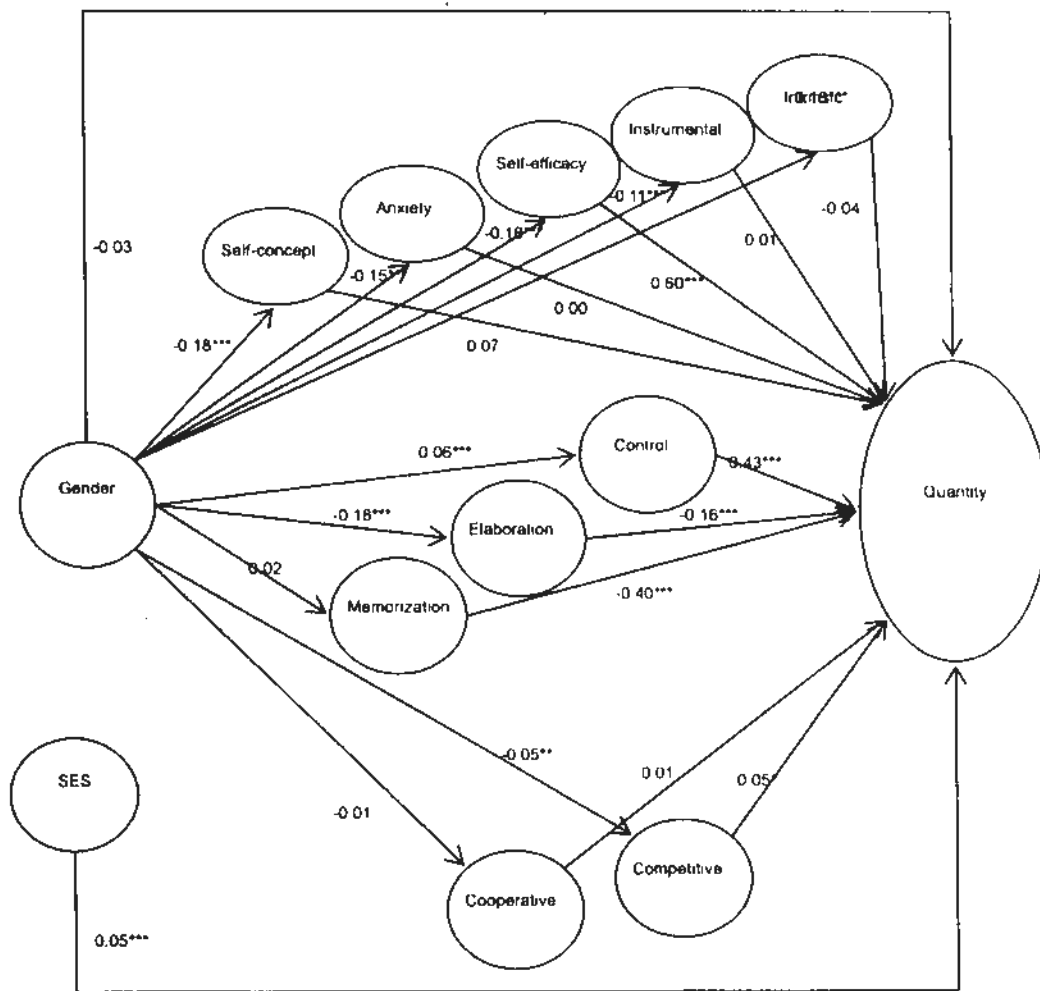 Instrumental
Self-efficacy
Anxiety
Self-concept
-0.11**
-0.04
-0.03
-0.18**
0.01
-0.15*
0.60***
0.00
-0.18***
0.07
Control
0.06***
0.43***
Gender
Quantity
-0.18***
Elaboration
-0.16***
0.02
Memorization
-0.40***
-0.05**
0.01
0.05*
SES
-0.01
Competitive
Cooperative
0.05***